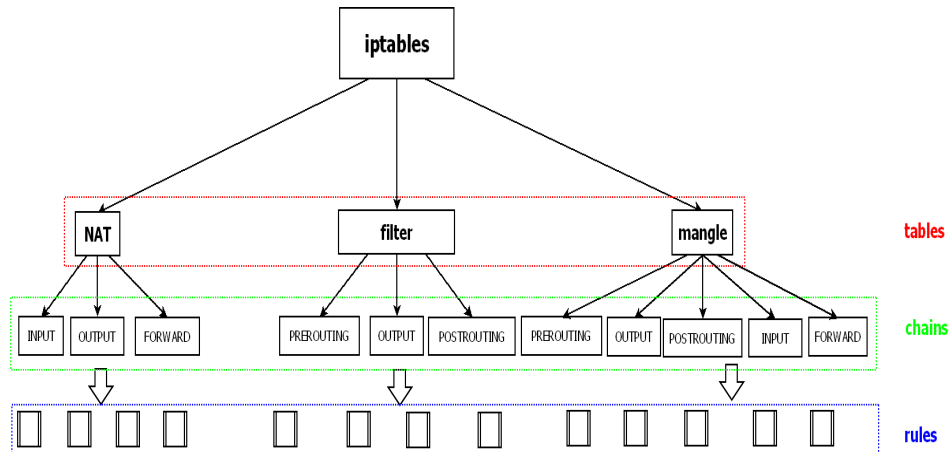 iptables
NAT
filter
mangle
tables
INPUT
OUTPUT
FORWARD
PREROUTING
OUTPUT
POSTROUTING
PREROUTING
OUTPUT
POSTROUTING
INPUT
FORWARD
chains
rules